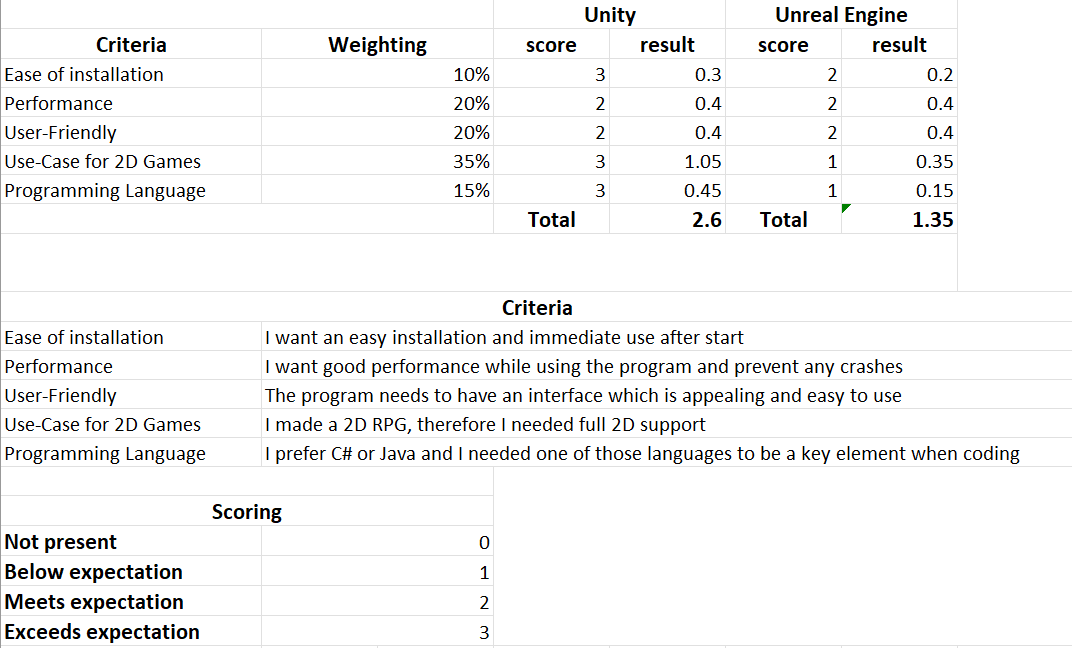 Unity Unreal Engine
Criteria Weighting score result score result
Ease of installation 10% 3 0.3 2 0.2
Performance 20% 2 0.4 2 0.4
User-Friendly 20% 2 0.4 2 0.4
Use-Case for 2D Games 35% 3 1.05 1 0.35
Programming Language 15% 3 0.45 1 0.15
Total 2.6 Total 1.35
Criteria
Ease of installation I want an easy installation and immediate use after start
Performance I want good performance while using the program and prevent any crashes
User-Friendly The program needs to have an interface which is appealing and easy to use
Use-Case for 2D Games I made a 2D RPG, therefore I needed full 2D support
Programming Language I prefer C# or Java and I needed one of those languages to be a key element when coding
Scoring
Not present 0
Below expectation 1
Meets expectation 2
Exceeds expectation 3